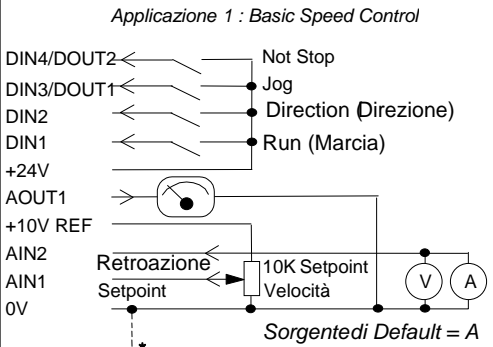 Applicazione 1 : Basic Speed Control
DIN4/DOUT2 Not Stop
DIN3/DOUT1 Jog
DIN2 Direction (Direzione)
DIN1 Run (Marcia)
+24V
AOUT1
+10V REF
AIN2 Retroazione 10K Setpoint V A
AIN1 Setpoint Velocità
0V
Sorgentedi Default = A
*